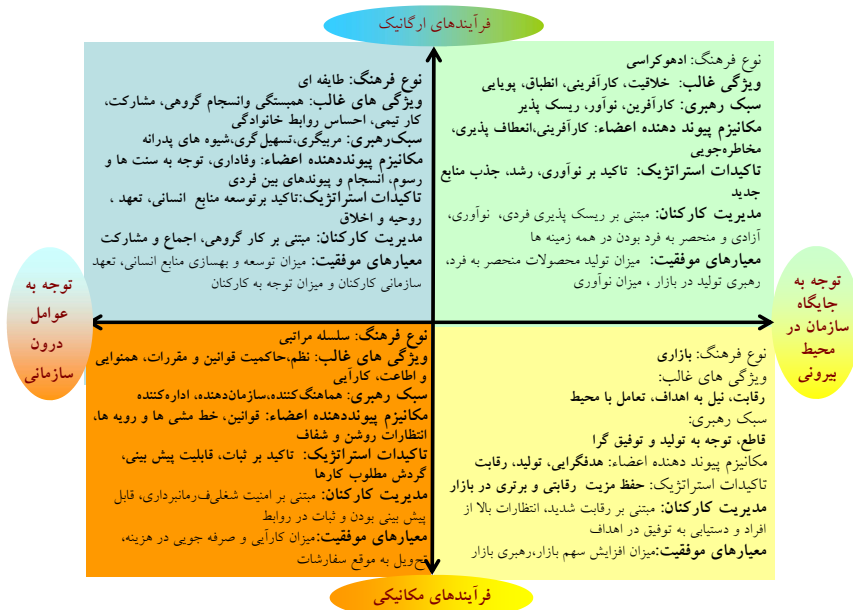 فرآیندهای ارگانیک
نوع فرهنگ: ادهوکراسی
ویژگی غالب: خلاقیت، کارآفرینی، انطباق، پویایی
سبک رهبری: کارآفرین، نوآور، ریسک پذیر
مکانیزم پیوند دهنده اعضاء: کارآفرینی،انعطاف پذیری،
مخاطره‌جویی
تاکیدات استراتژیک: تاکید بر نوآوری، رشد، جذب منابع
جدید
مدیریت کارکنان: مبتنی بر ریسک پذیری فردی، نوآوری،
آزادی و منحصر به فرد بودن در همه زمینه ها
معیارهای موفقیت: میزان تولید محصولات منحصر به فرد،
رهبری تولید در بازار ، میزان نوآوری
نوع فرهنگ: طایفه ای
ویژگی های غالب: همبستگی وانسجام گروهی، مشارکت،
کار تیمی، احساس روابط خانوادگی
سبک‌رهبری: مربیگری،تسهیل‌گری،شیوه های پدرانه
مکانیزم پیونددهنده اعضاء: وفاداری، توجه به سنت ها و
رسوم، انسجام و پیوندهای بین فردی
تاکیدات استراتژیک:تاکید برتوسعه منابع انسانی، تعهد ،
روحیه و اخلاق
مدیریت کارکنان: مبتنی بر کار گروهی، اجماع و مشارکت
معیارهای موفقیت: میزان توسعه و بهسازی منابع انسانی، تعهد
سازمانی کارکنان و میزان توجه به کارکنان
توجه به
جایگاه
سازمان در
محیط
بیرونی
توجه به
عوامل
درون
سازمانی
نوع فرهنگ: بازاری
ویژگی های غالب:
رقابت، نیل به اهداف، تعامل با محیط
سبک رهبری:
قاطع، توجه به تولید و توفیق گرا
مکانیزم پیوند دهنده اعضاء: هدفگرایی، تولید، رقابت
تاکیدات استراتژیک: حفظ مزیت رقابتی و برتری در بازار
مدیریت کارکنان: مبتنی بر رقابت شدید، انتظارات بالا از
افراد و دستیابی به توفیق در اهداف
معیارهای موفقیت:میزان افزایش سهم بازار،رهبری بازار
نوع فرهنگ: سلسله مراتبی
ویژگی های غالب: نظم،حاکمیت قوانین و مقررات، همنوایی
و اطاعت، کارآیی
سبک رهبری: هماهنگ‌کننده،سازمان‌دهنده، اداره‌کننده
مکانیزم پیونددهنده اعضاء: قوانین، خط مشی ها و رویه ها،
انتظارات روشن و شفاف
تاکیدات استراتژیک: تاکید بر ثبات، قابلیت پیش بینی،
گردش مطلوب کارها
مدیریت کارکنان: مبتنی بر امنیت شغلی‌فرمانبرداری، قابل
پیش بینی بودن و ثبات در روابط
معیارهای موفقیت:میزان کارآیی و صرفه جویی در هزینه،
تحویل به موقع سفارشات
فرآیندهای مکانیکی